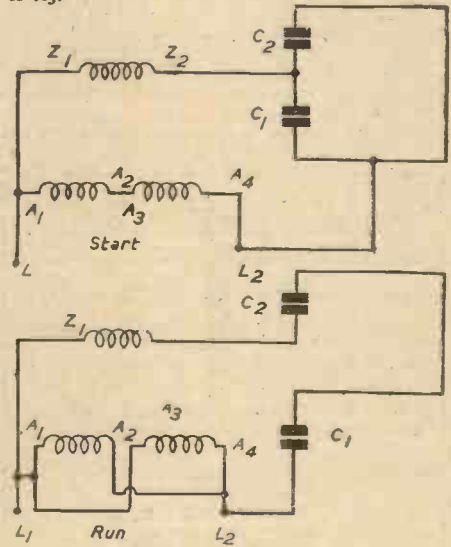 C2
Z1 Z2
C1
A1 A2 A3 A4
Start
L L2
C2
Z1
A1 A2 A3 A4 C1
L1 Run L2